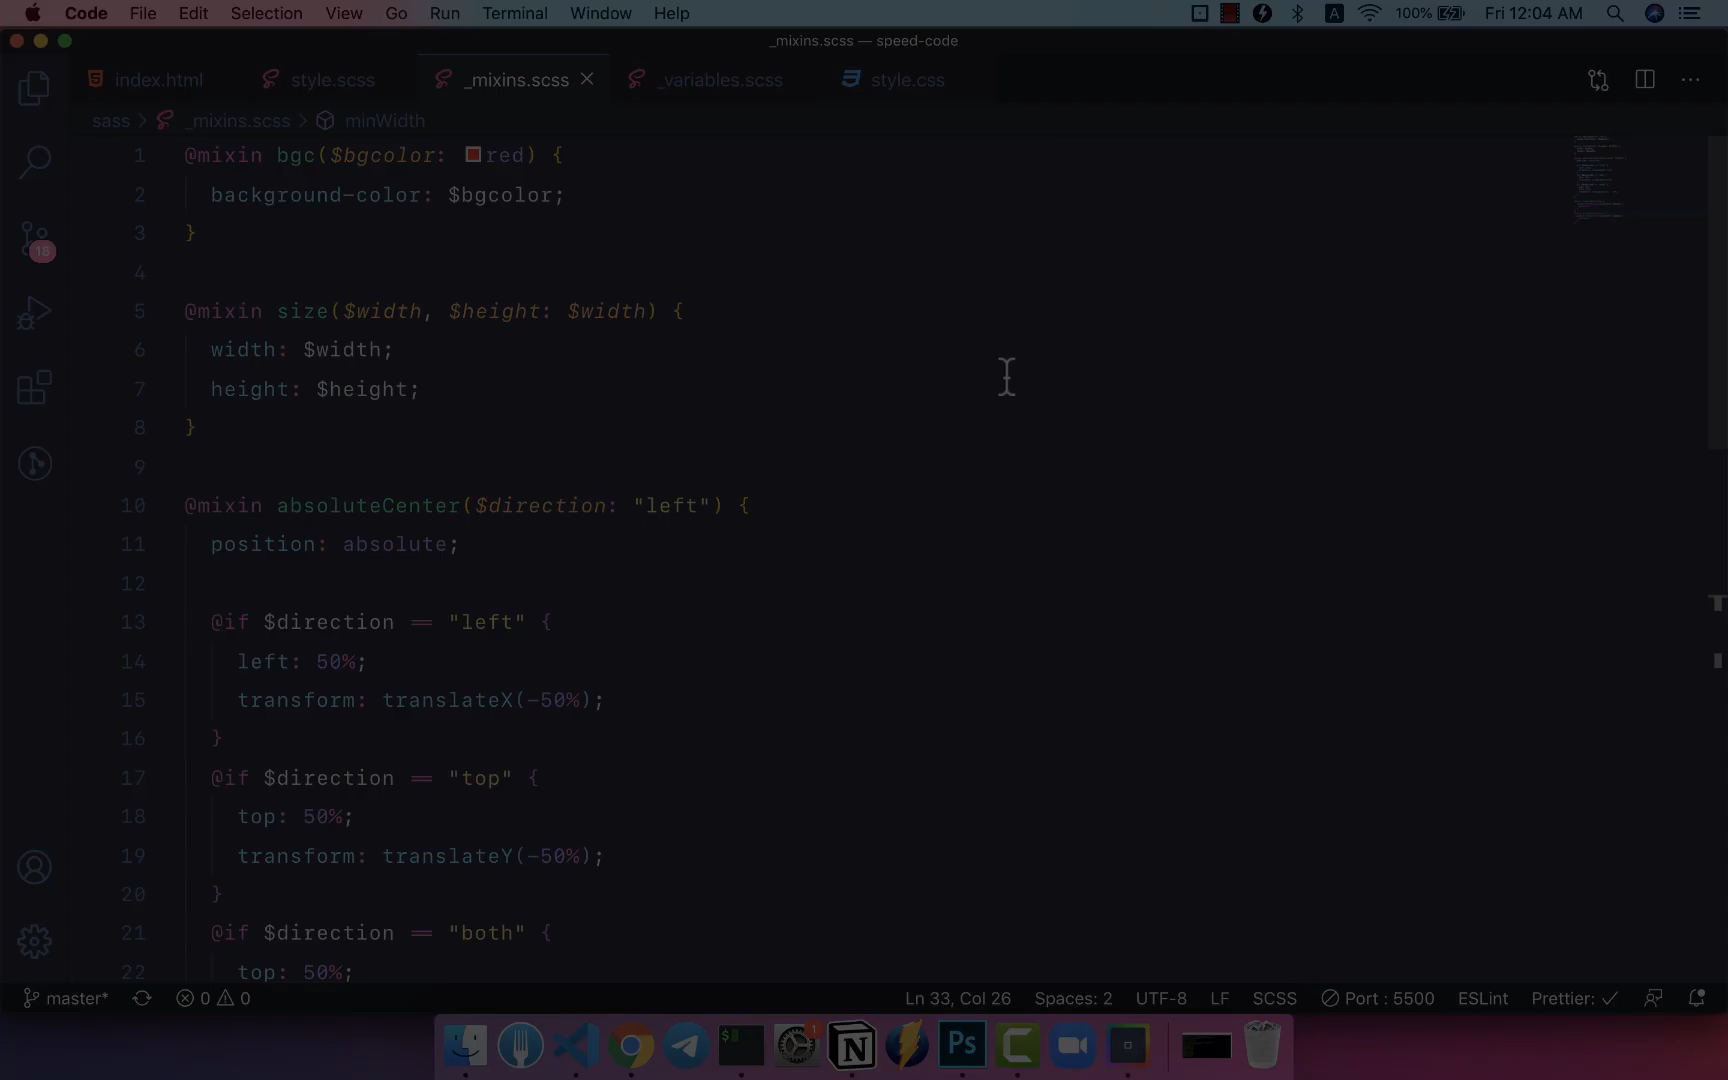 Code File Edit Selection View Go Run Terminal Window Help A 100% Fri 12:04 AM
_mixins.scss — speed-code
index.html style.scss _mixins.scss _variables.scss style.css
sass > _mixins.scss > minWidth
1 @mixin bgc($bgcolor: red) {
2 background-color: $bgcolor;
3 }
4
5 @mixin size($width, $height: $width) {
6 width: $width;
7 height: $height;
8 }
9
10 @mixin absoluteCenter($direction: "left") {
11 position: absolute;
12
13 @if $direction == "left" {
14 left: 50%;
15 transform: translateX(-50%);
16 }
17 @if $direction == "top" {
18 top: 50%;
19 transform: translateY(-50%);
20 }
21 @if $direction == "both" {
22 top: 50%;
18
master* 0 0 Ln 33, Col 26 Spaces: 2 UTF-8 LF SCSS Port : 5500 ESLint Prettier: ✓
$ 1 N Ps C